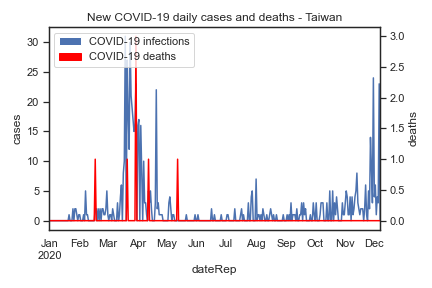 New COVID-19 daily cases and deaths - Taiwan
COVID-19 infections
COVID-19 deaths
cases
30
25
20
15
10
5
0
deaths
3.0
2.5
2.0
1.5
1.0
0.5
0.0
Jan Feb Mar Apr May Jun Jul Aug Sep Oct Nov Dec
2020
dateRep